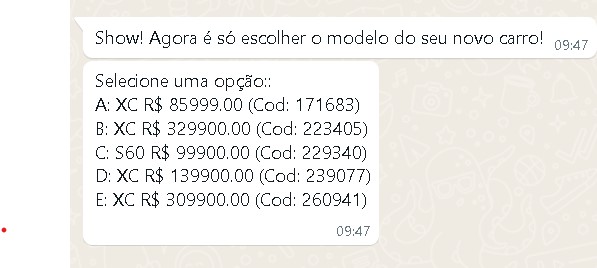 Show! Agora é só escolher o modelo do seu novo carro! 09:47
Selecione uma opção::
A: XC R$ 85999.00 (Cod: 171683)
B: XC R$ 329900.00 (Cod: 223405)
C: S60 R$ 99900.00 (Cod: 229340)
D: XC R$ 139900.00 (Cod: 239077)
E: XC R$ 309900.00 (Cod: 260941)
09:47